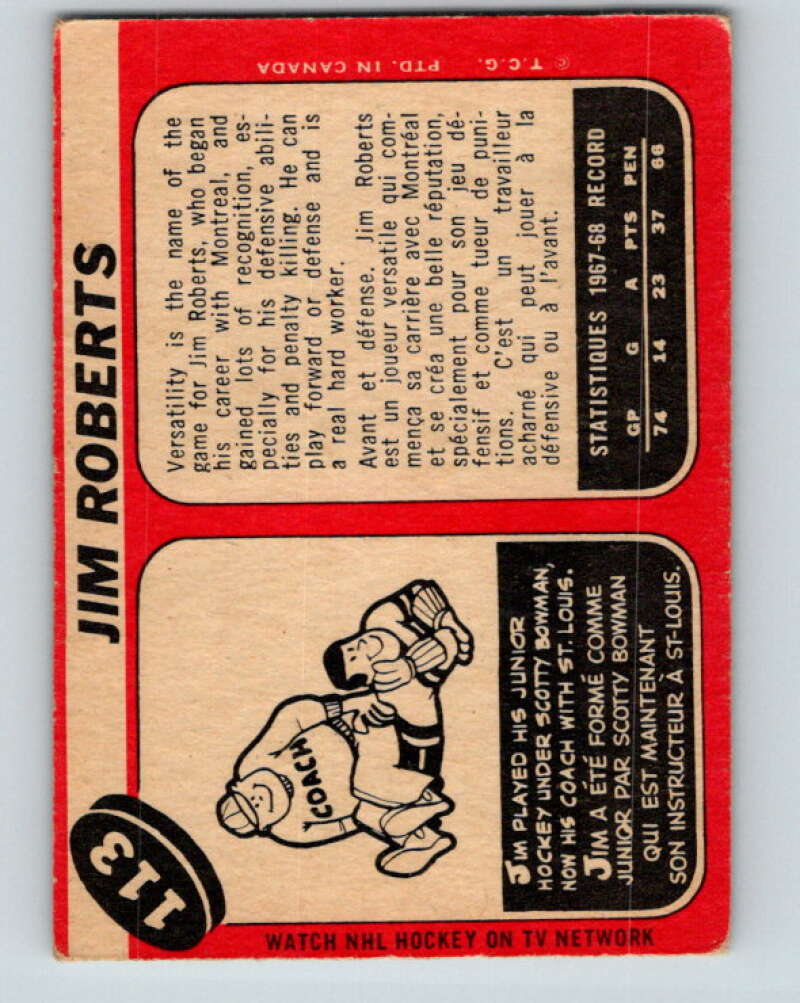 113
JIM ROBERTS
COACH
JIM PLAYED HIS JUNIOR
HOCKEY UNDER SCOTTY BOWMAN,
NOW HIS COACH WITH ST. LOUIS.
JIM A ÉTÉ FORMÉ COMME
JUNIOR PAR SCOTTY BOWMAN
QUI EST MAINTENANT
SON INSTRUCTEUR À ST-LOUIS.
Versatility is the name of the
game for Jim Roberts, who began
his career with Montreal, and
gained lots of recognition, es-
pecially for his defensive abili-
ties and penalty killing. He can
play forward or defense and is
a real hard worker.
Avant et défense. Jim Roberts
est un joueur versatile qui com-
mença sa carrière avec Montréal
et se créa une belle réputation,
spécialement pour son jeu dé-
fensif et comme tueur de puni-
tions. C'est un travailleur
acharné qui peut jouer à la
défensive ou à l'avant.
STATISTIQUES 1967-68 RECORD
GP G A PTS PEN
74 14 23 37 66
WATCH NHL HOCKEY ON TV NETWORK
© T.C.G. PTD. IN CANADA